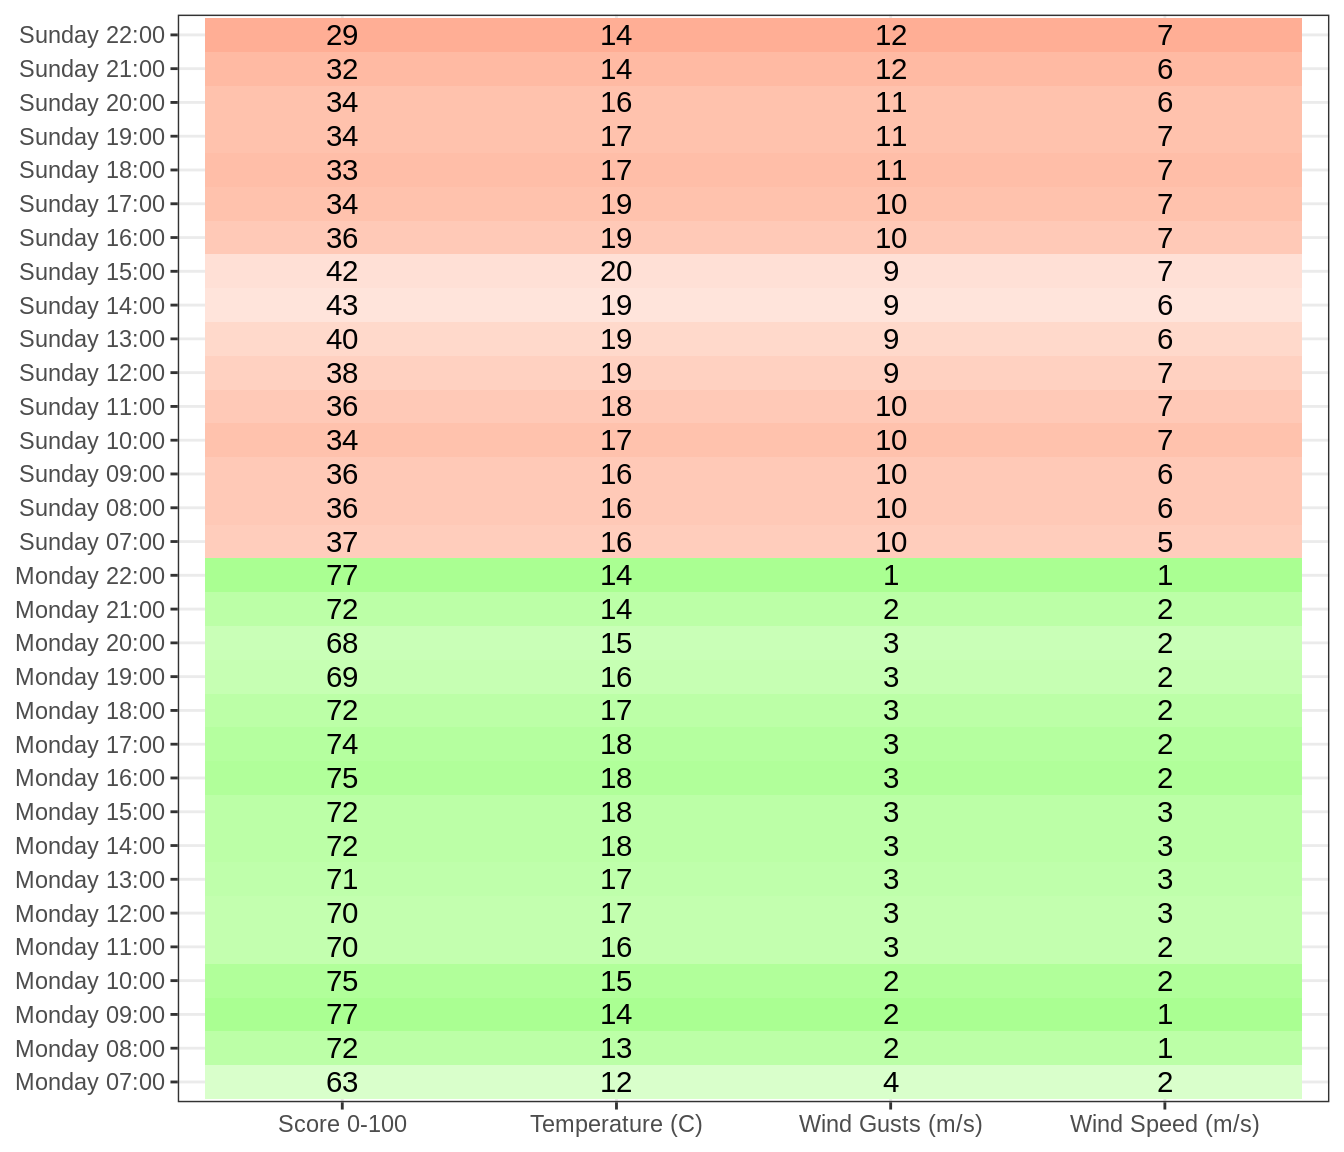 Sunday 22:00 29 14 12 7
Sunday 21:00 32 14 12 6
Sunday 20:00 34 16 11 6
Sunday 19:00 34 17 11 7
Sunday 18:00 33 17 11 7
Sunday 17:00 34 19 10 7
Sunday 16:00 36 19 10 7
Sunday 15:00 42 20 9 7
Sunday 14:00 43 19 9 6
Sunday 13:00 40 19 9 6
Sunday 12:00 38 19 9 7
Sunday 11:00 36 18 10 7
Sunday 10:00 34 17 10 7
Sunday 09:00 36 16 10 6
Sunday 08:00 36 16 10 6
Sunday 07:00 37 16 10 5
Monday 22:00 77 14 1 1
Monday 21:00 72 14 2 2
Monday 20:00 68 15 3 2
Monday 19:00 69 16 3 2
Monday 18:00 72 17 3 2
Monday 17:00 74 18 3 2
Monday 16:00 75 18 3 2
Monday 15:00 72 18 3 3
Monday 14:00 72 18 3 3
Monday 13:00 71 17 3 3
Monday 12:00 70 17 3 3
Monday 11:00 70 16 3 2
Monday 10:00 75 15 2 2
Monday 09:00 77 14 2 1
Monday 08:00 72 13 2 1
Monday 07:00 63 12 4 2
Score 0-100 Temperature (C) Wind Gusts (m/s) Wind Speed (m/s)